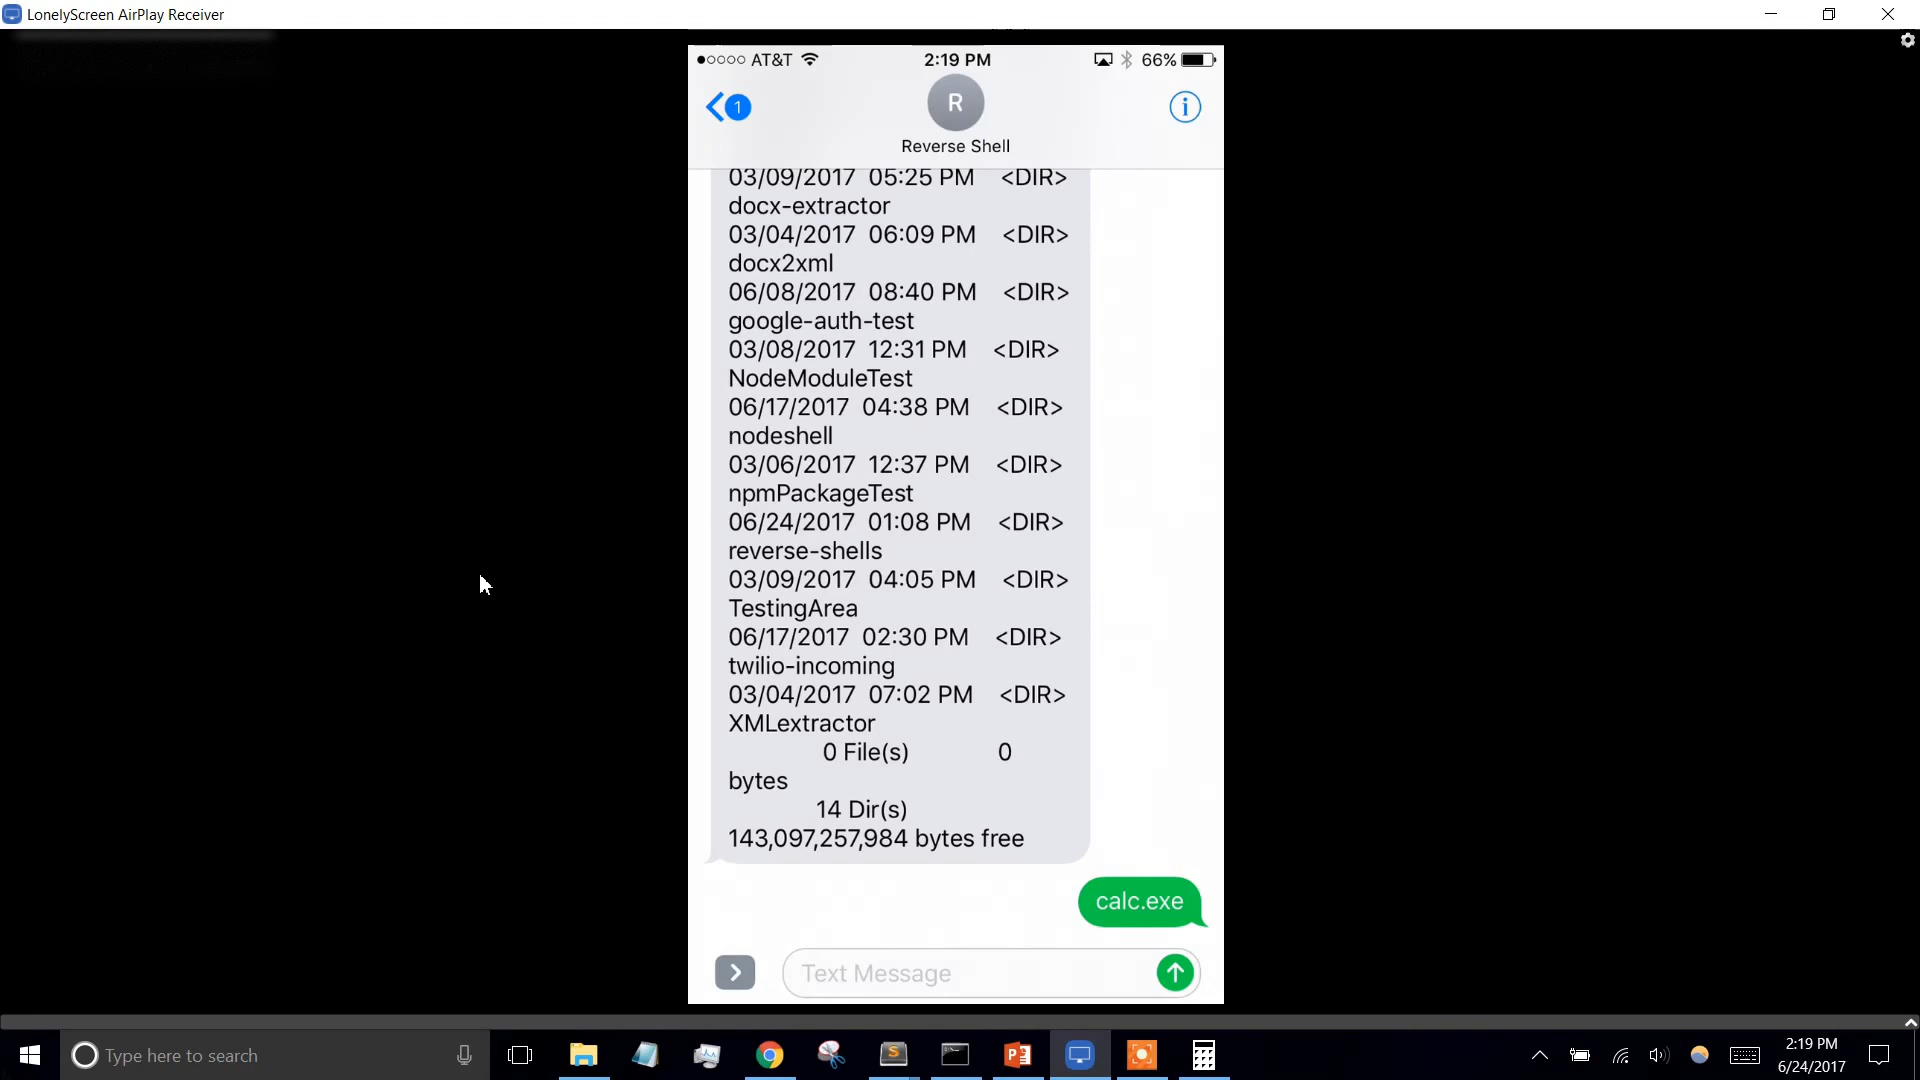 LonelyScreen AirPlay Receiver
AT&T 2:19 PM 66%
1
R
Reverse Shell
03/09/2017 05:25 PM <DIR>
docx-extractor
03/04/2017 06:09 PM <DIR>
docx2xml
06/08/2017 08:40 PM <DIR>
google-auth-test
03/08/2017 12:31 PM <DIR>
NodeModuleTest
06/17/2017 04:38 PM <DIR>
nodeshell
03/06/2017 12:37 PM <DIR>
npmPackageTest
06/24/2017 01:08 PM <DIR>
reverse-shells
03/09/2017 04:05 PM <DIR>
TestingArea
06/17/2017 02:30 PM <DIR>
twilio-incoming
03/04/2017 07:02 PM <DIR>
XMLextractor
0 File(s) 0
bytes
14 Dir(s)
143,097,257,984 bytes free
calc.exe
Text Message
Type here to search
2:19 PM
6/24/2017